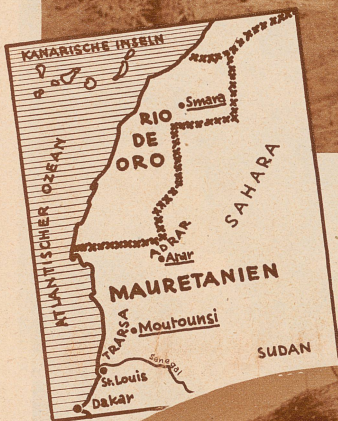 KANARISCHE INSELN
Smara
RIO
DE
ORO
SAHARA
ATLANTISCHER OZEAN
ADRAR
Atar
MAURETANIEN
TRARSA
Moutounsi
Senegal
SUDAN
St. Louis
Dakar